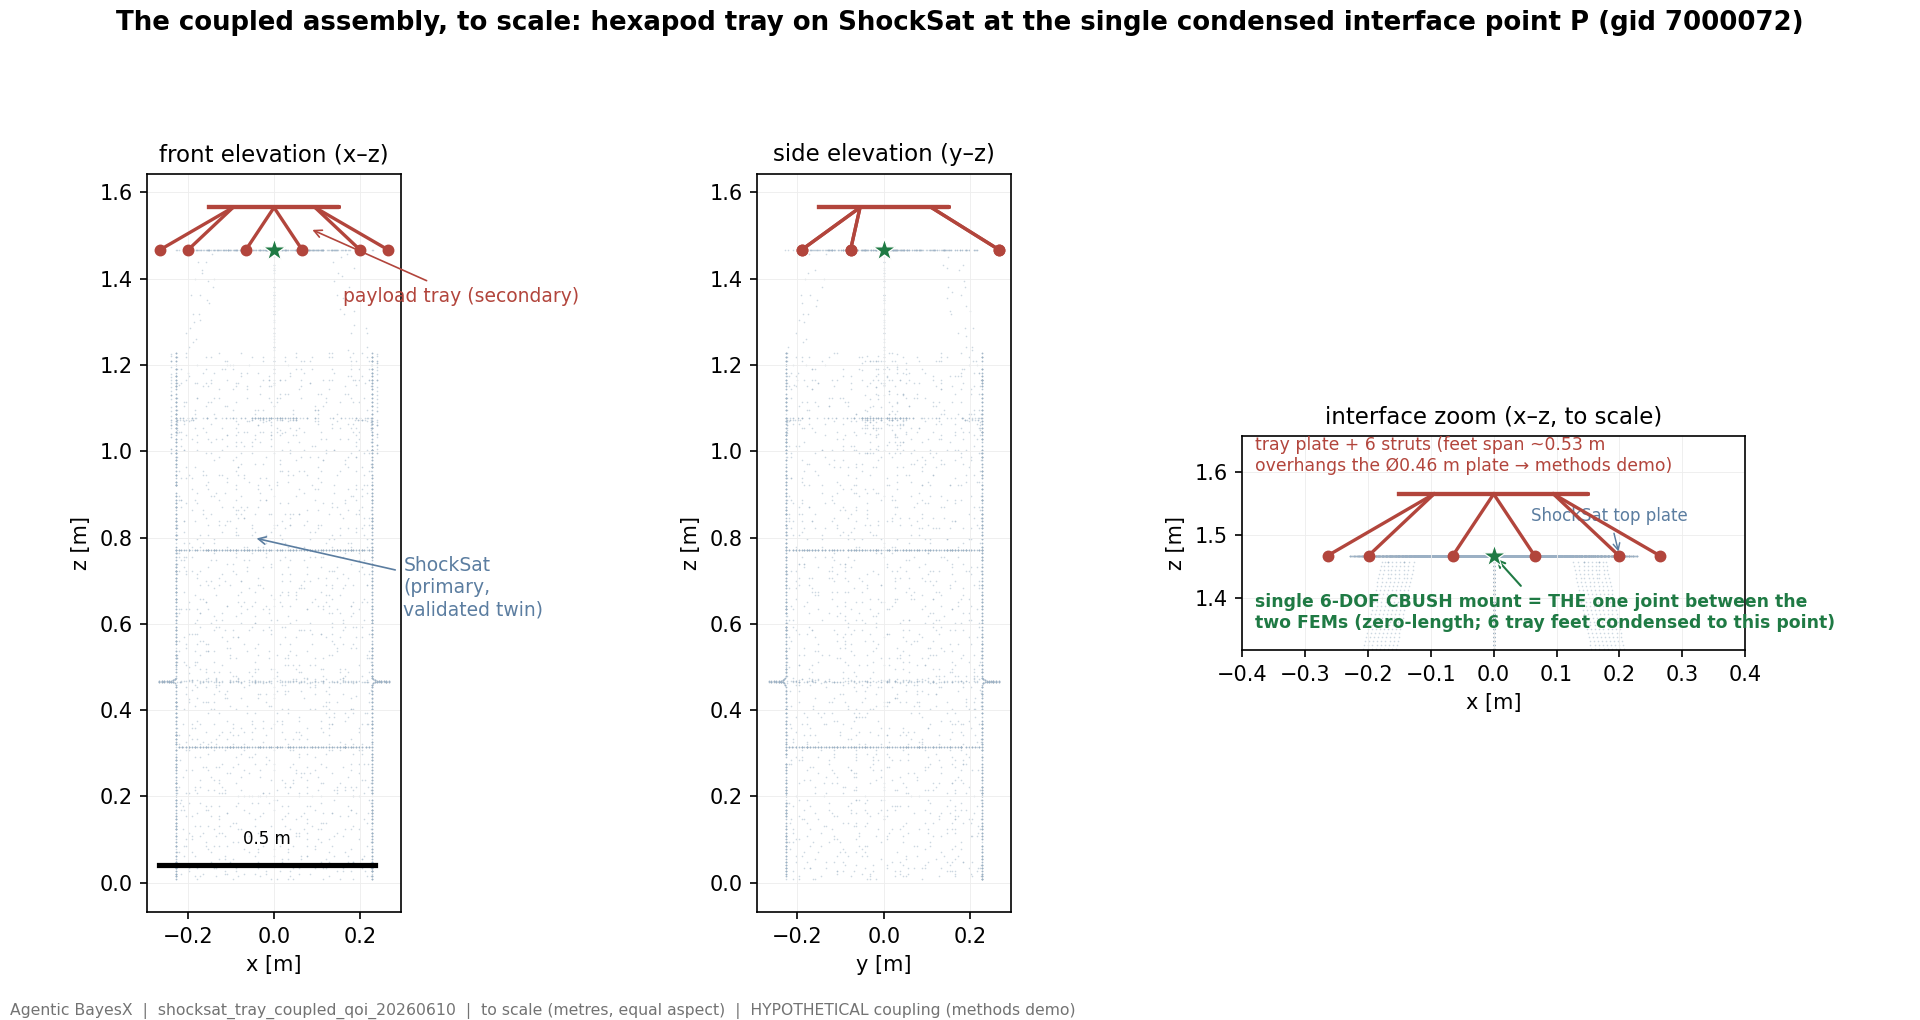 The coupled assembly, to scale: hexapod tray on ShockSat at the single condensed interface point P (gid 7000072)
front elevation (x–z)
1.6
1.4
1.2
1.0
0.8
0.6
0.4
0.2
0.0
z [m]
payload tray (secondary)
ShockSat
(primary,
validated twin)
0.5 m
−0.2
0.0
0.2
x [m]
side elevation (y–z)
1.6
1.4
1.2
1.0
0.8
0.6
0.4
0.2
0.0
z [m]
−0.2
0.0
0.2
y [m]
interface zoom (x–z, to scale)
tray plate + 6 struts (feet span ~0.53 m
overhangs the Ø0.46 m plate → methods demo)
ShockSat top plate
single 6-DOF CBUSH mount = THE one joint between the
two FEMs (zero-length; 6 tray feet condensed to this point)
1.6
1.5
1.4
z [m]
−0.4
−0.3
−0.2
−0.1
0.0
0.1
0.2
0.3
0.4
x [m]
Agentic BayesX | shocksat_tray_coupled_qoi_20260610 | to scale (metres, equal aspect) | HYPOTHETICAL coupling (methods demo)